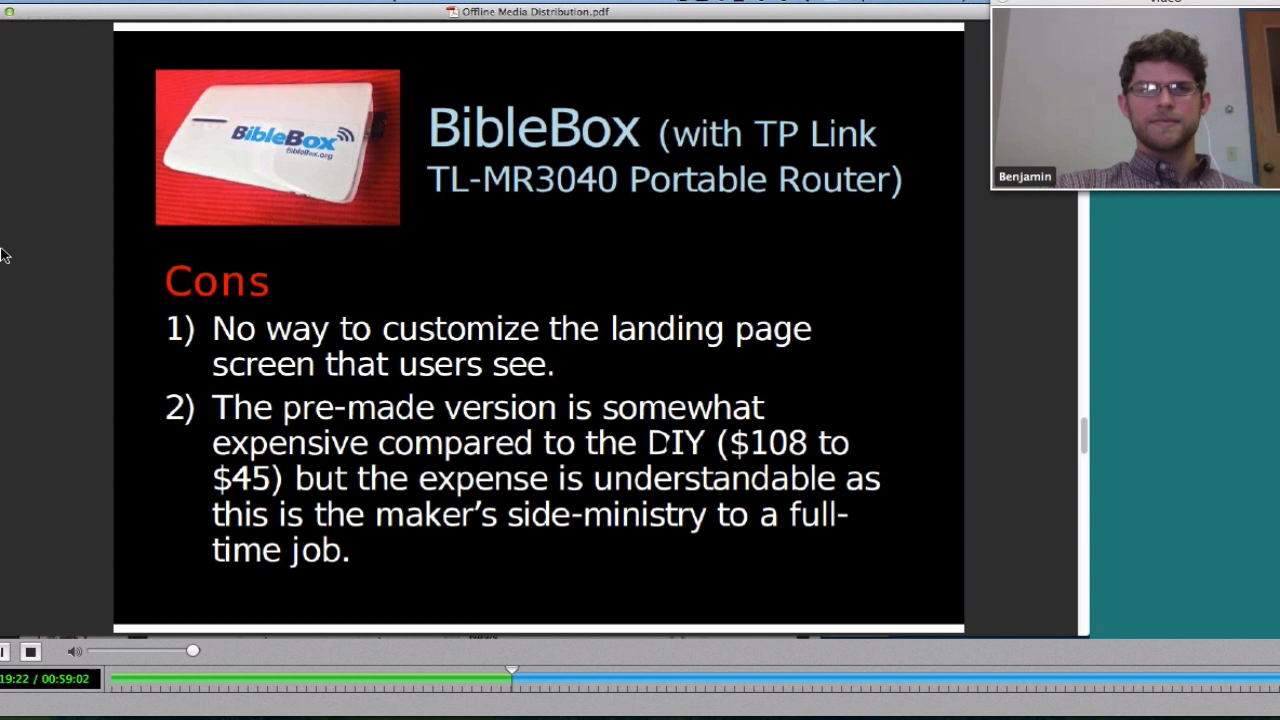 Offline Media Distribution.pdf
Benjamin
BibleBox
BibleBox.org
BibleBox (with TP Link
TL-MR3040 Portable Router)
Cons
1) No way to customize the landing page
screen that users see.
2) The pre-made version is somewhat
expensive compared to the DIY ($108 to
$45) but the expense is understandable as
this is the maker’s side-ministry to a full-
time job.
19:22 / 00:59:02